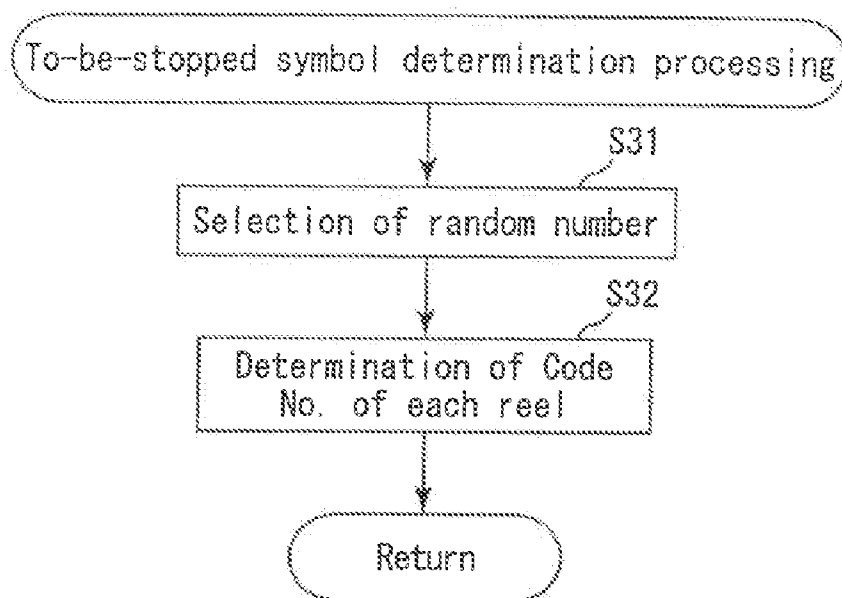 To-be-stopped symbol determination processing
S31
Selection of random number
S32
Determination of Code
No. of each reel
Return